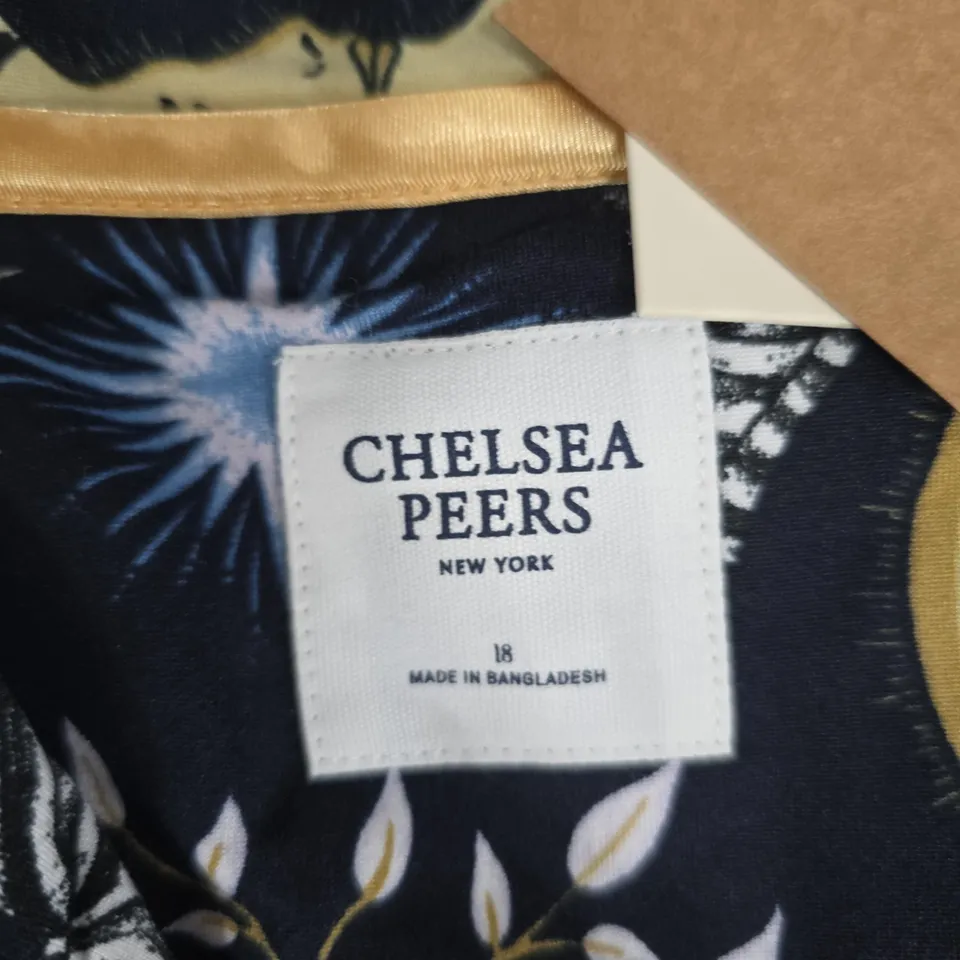 CHELSEA
PEERS
NEW YORK
18
MADE IN BANGLADESH